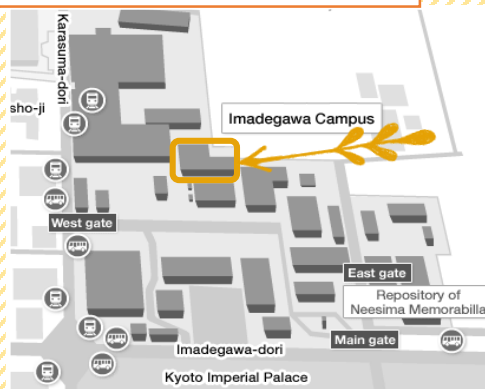 Karasuma-dori
sho-ji
Imadegawa Campus
West gate
East gate
Repository of
Neesima Memorabilia
Main gate
Imadegawa-dori
Kyoto Imperial Palace